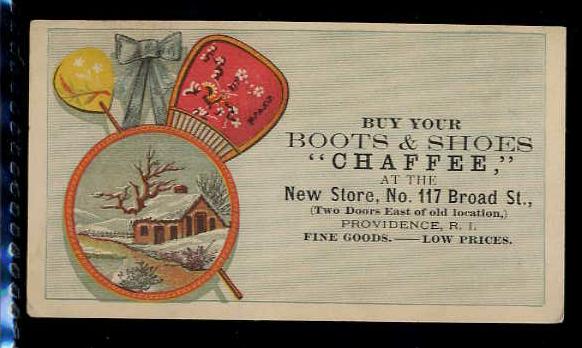 BUY YOUR
BOOTS & SHOES
"CHAFFEE,"
AT THE
New Store, No. 117 Broad St.,
(Two Doors East of old location,)
PROVIDENCE, R. I.
FINE GOODS.—LOW PRICES.